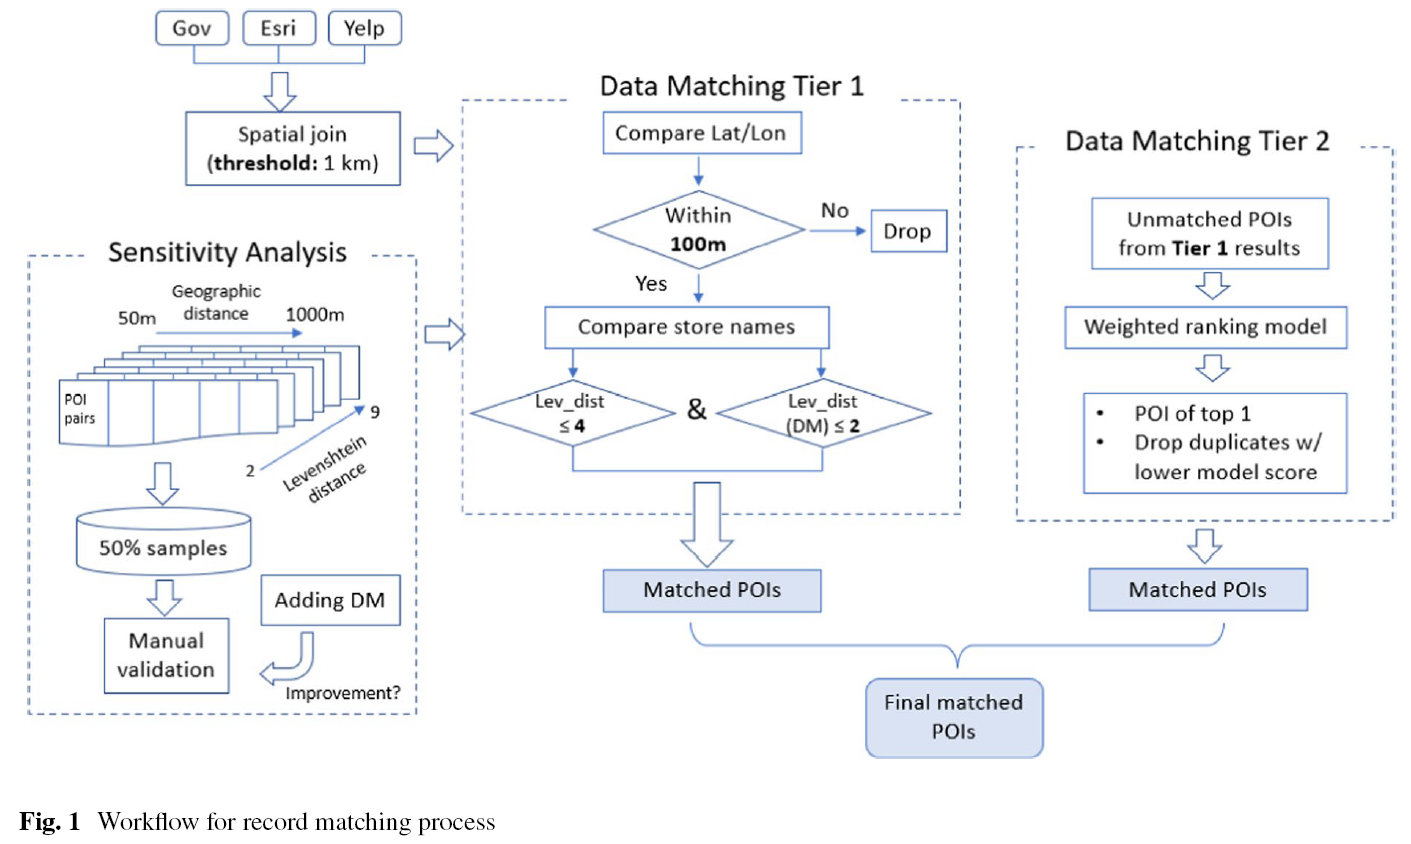 Gov
Esri
Yelp
Spatial join
(threshold: 1 km)
Sensitivity Analysis
Geographic
distance
50m
1000m
POI
pairs
9
2
Levenshtein
distance
50% samples
Adding DM
Manual
validation
Improvement?
Data Matching Tier 1
Compare Lat/Lon
Within
100m
No
Drop
Yes
Compare store names
Lev_dist
≤ 4
&
Lev_dist
(DM) ≤ 2
Matched POIs
Data Matching Tier 2
Unmatched POIs
from Tier 1 results
Weighted ranking model
• POI of top 1
• Drop duplicates w/
lower model score
Matched POIs
Final matched
POIs
Fig. 1 Workflow for record matching process